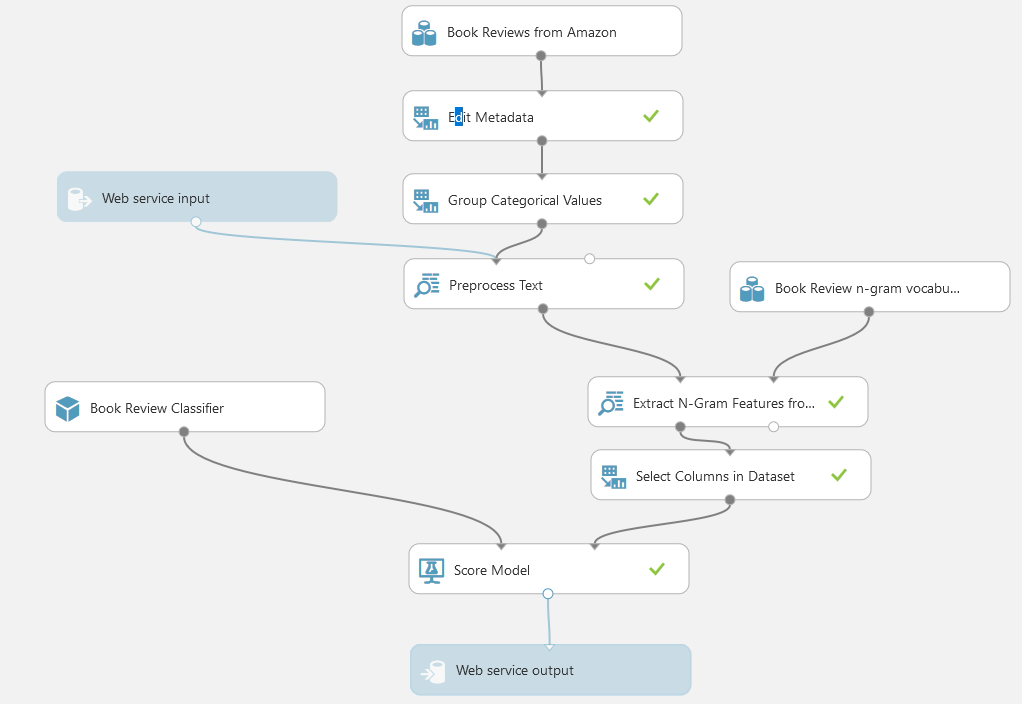 Book Reviews from Amazon
Edit Metadata
Web service input
Group Categorical Values
Preprocess Text
Book Review n-gram vocabu...
Book Review Classifier
Extract N-Gram Features fro...
Select Columns in Dataset
Score Model
Web service output